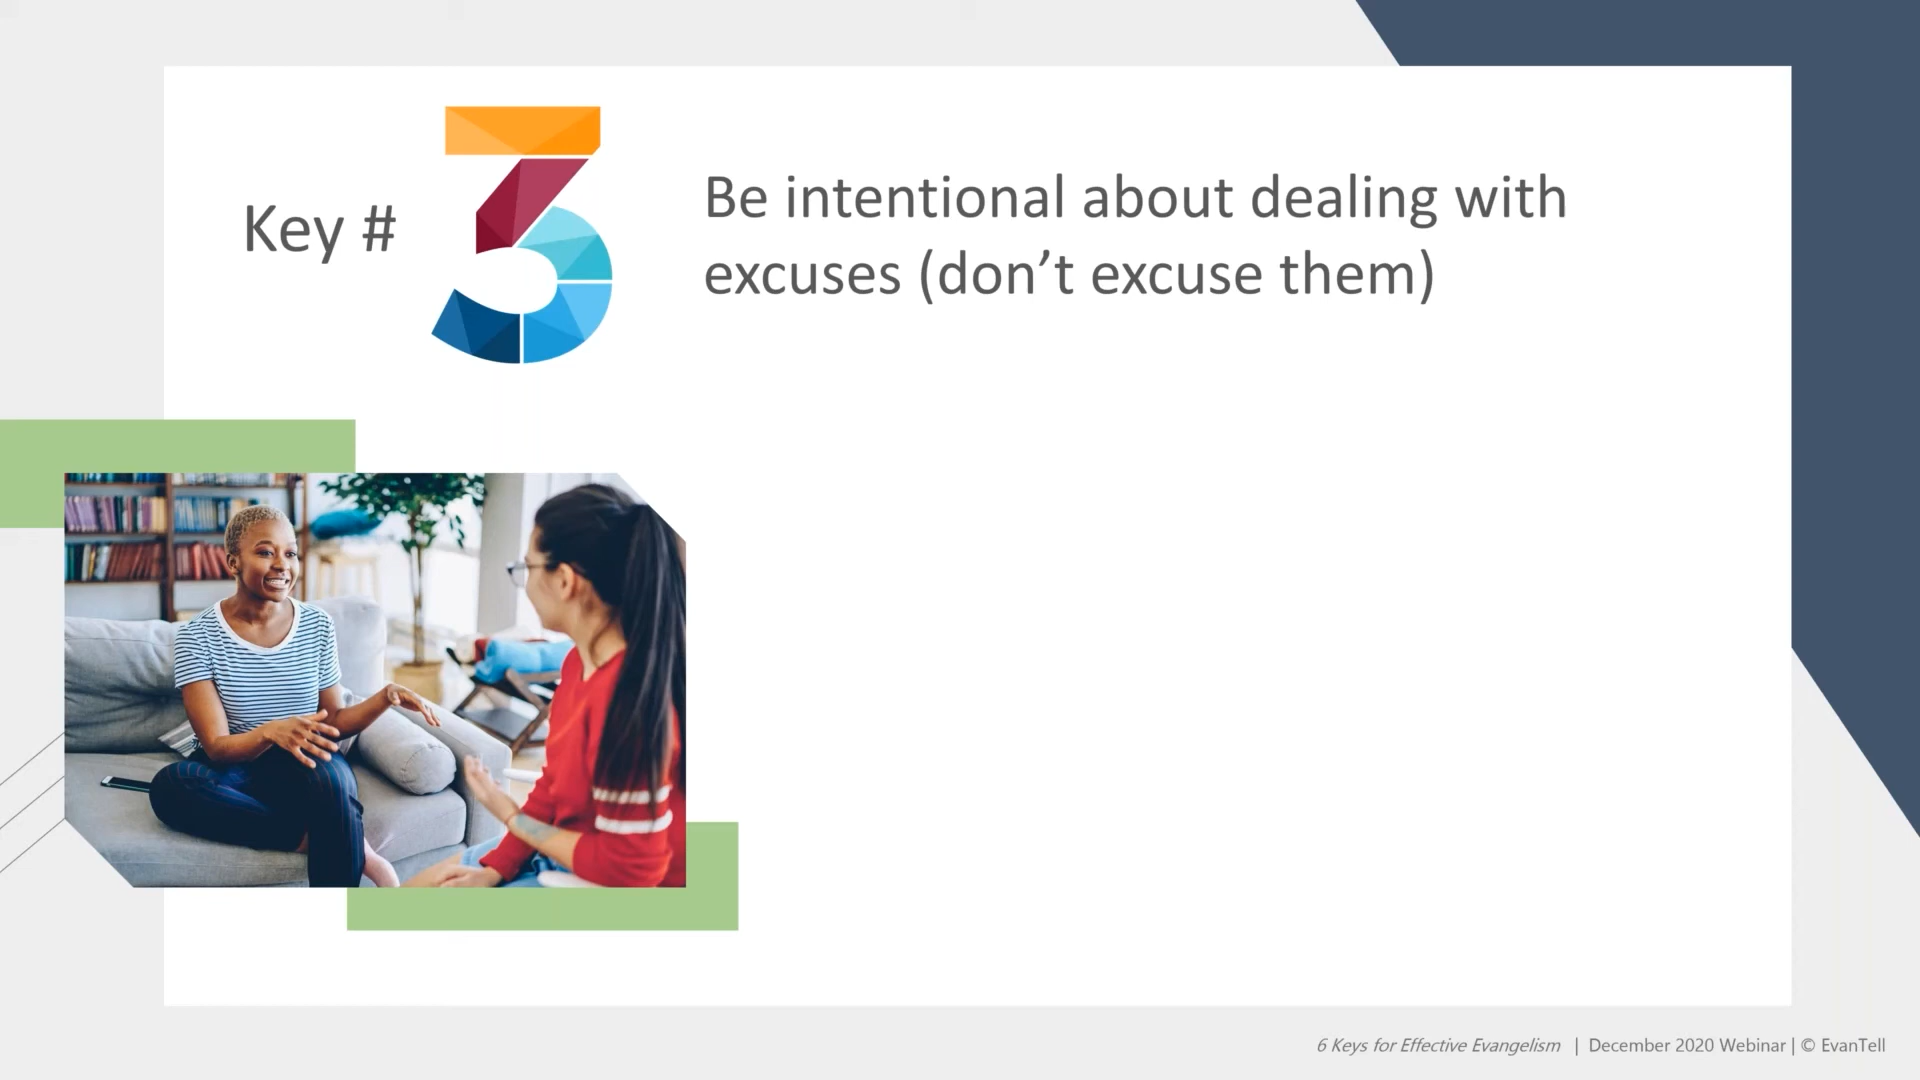 Key # 3
Be intentional about dealing with
excuses (don’t excuse them)
6 Keys for Effective Evangelism | December 2020 Webinar | © EvanTell